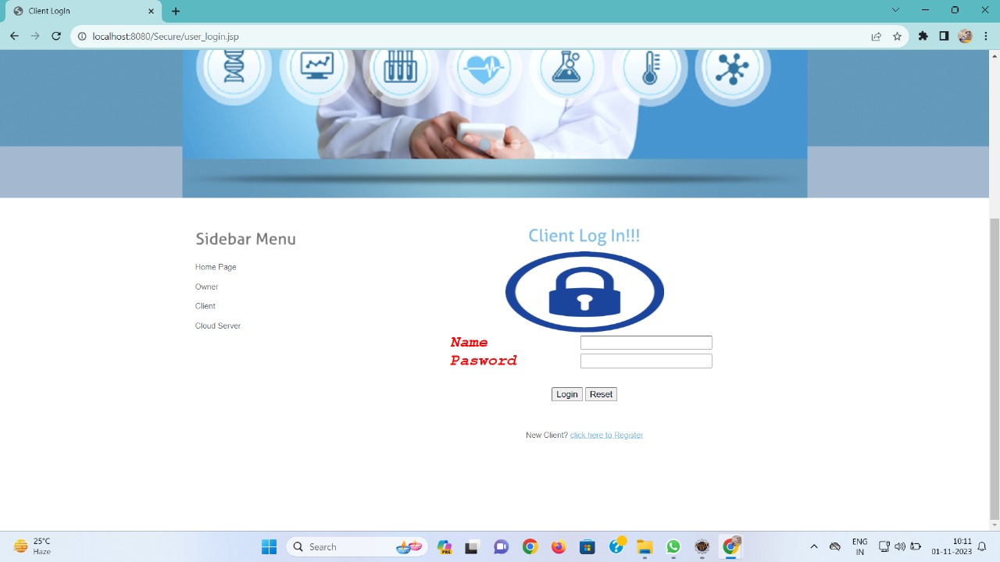 Client Login
localhost:8080/Secure/user_login.jsp
Sidebar Menu
Home Page
Owner
Client
Cloud Server
Client Log In!!!
Name
Pasword
Login Reset
New Client? click here to Register
25°C
Haze
Search
PRE
ENG
IN
10:11
01-11-2023